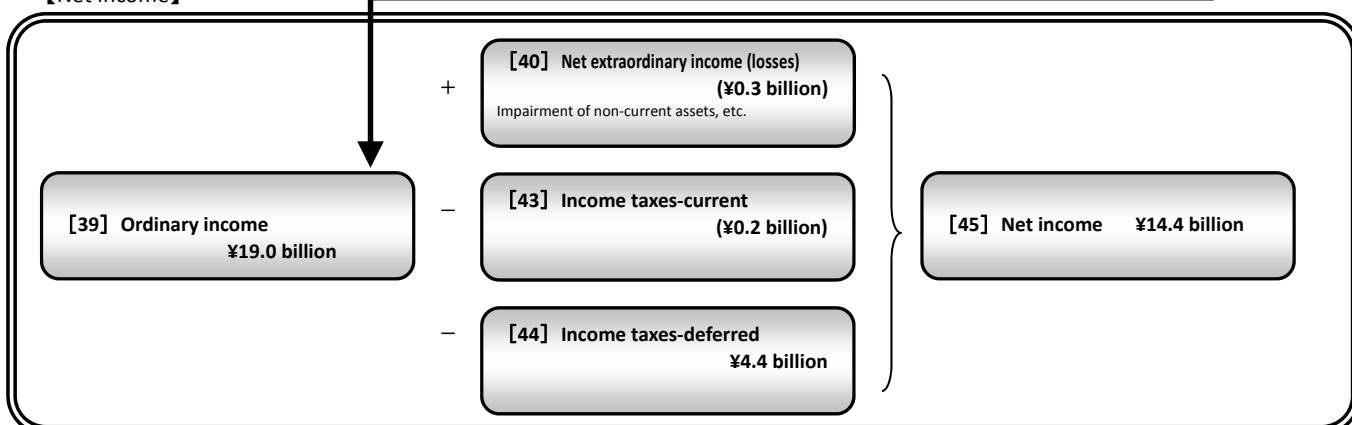 【Net income】
+
[40] Net extraordinary income (losses)
(¥0.3 billion)
Impairment of non-current assets, etc.
[39] Ordinary income
¥19.0 billion
－
[43] Income taxes-current
(¥0.2 billion)
[45] Net income ¥14.4 billion
－
[44] Income taxes-deferred
¥4.4 billion